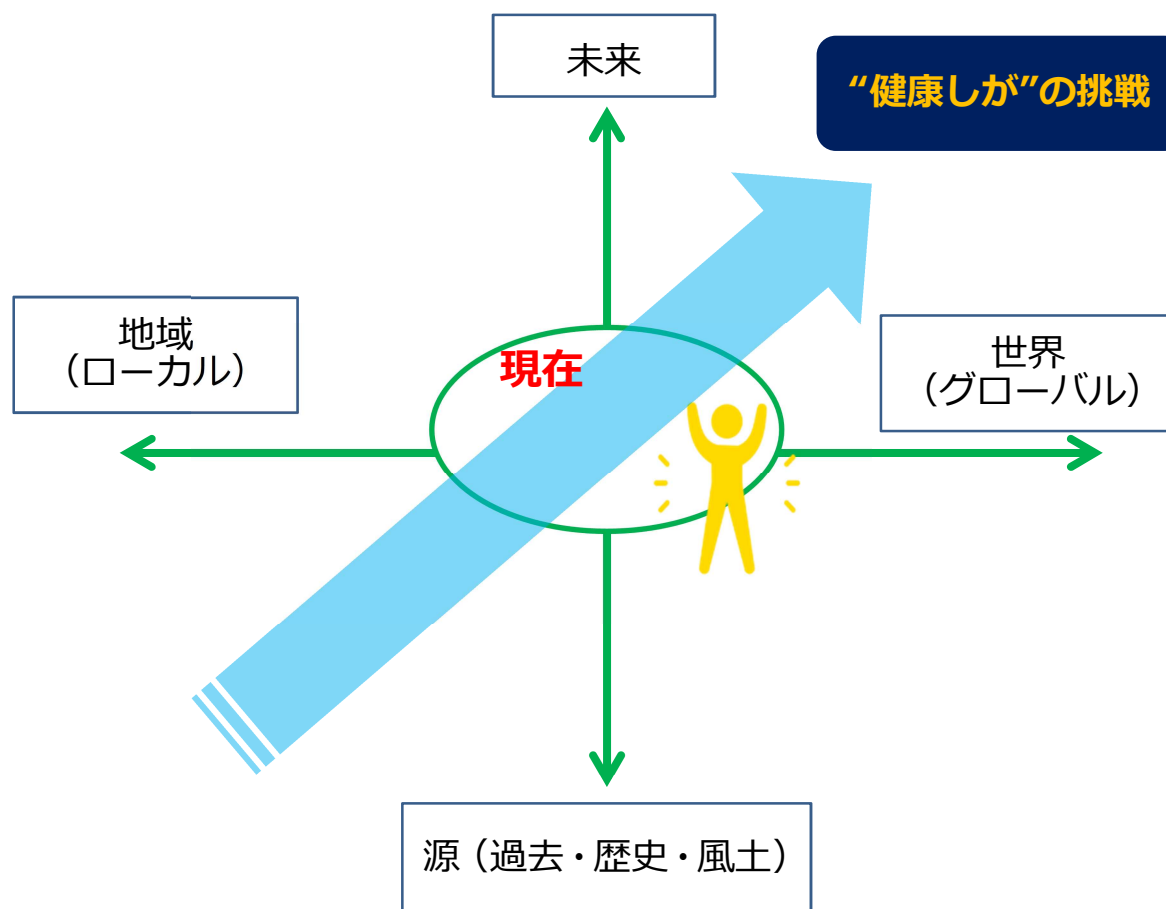 未来
“健康しが”の挑戦
地域
（ローカル）
現在
世界
（グローバル）
源（過去・歴史・風土）